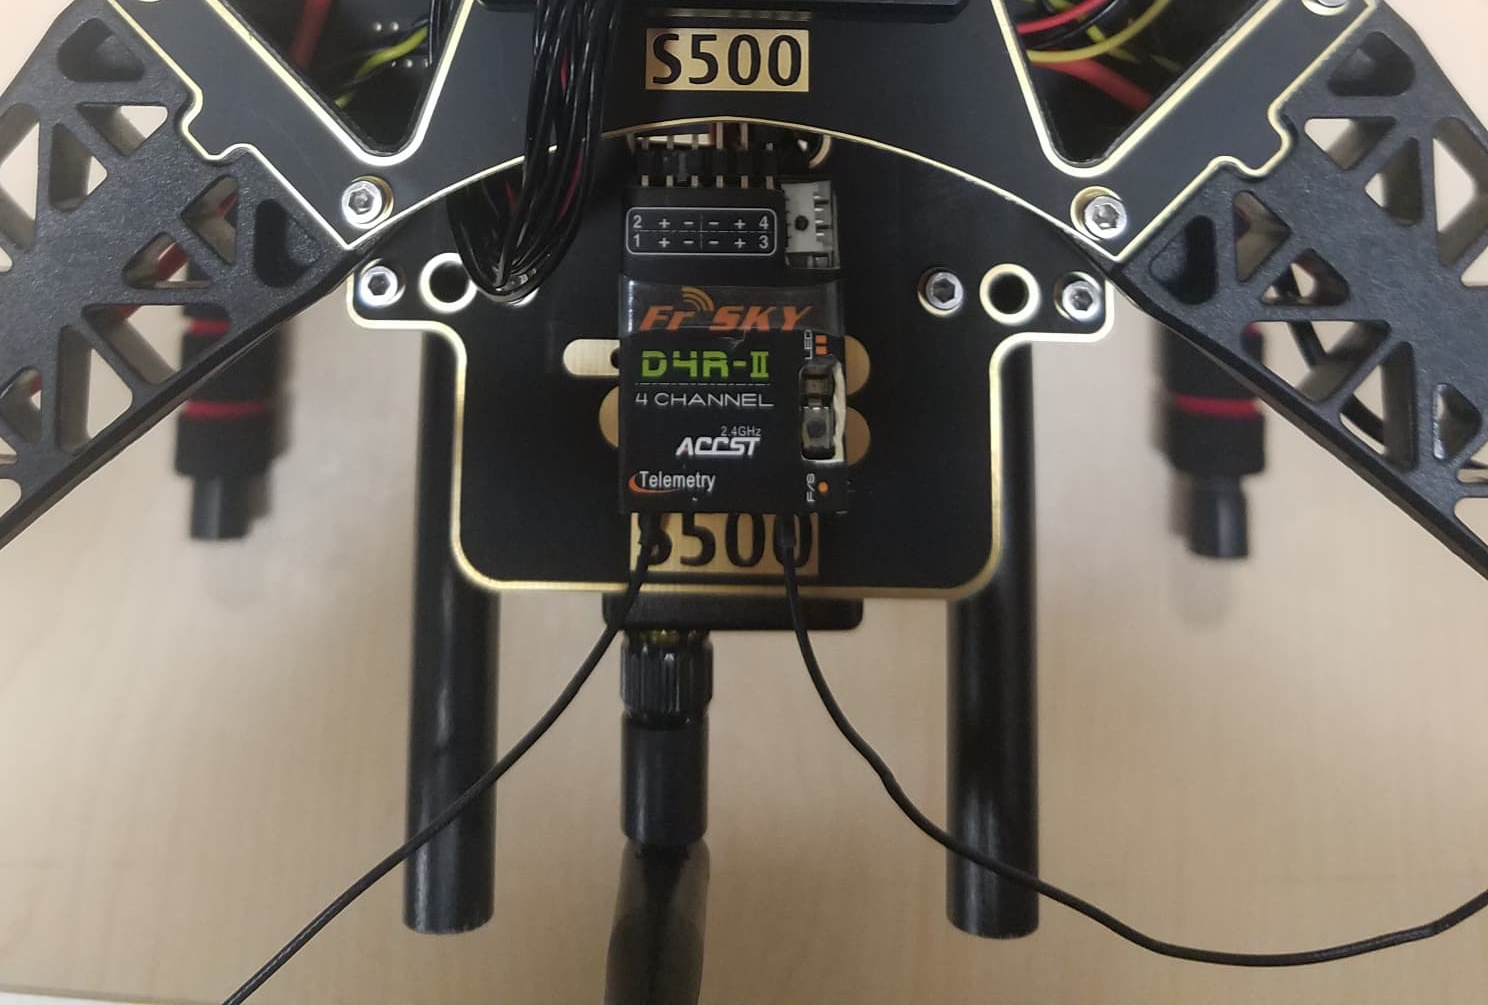 S500
2 + - - + 4
1 + - - + 3
FrSKY
LED
D4R-II
4 CHANNEL
2.4GHz
ACCST
Telemetry
F/S
S500